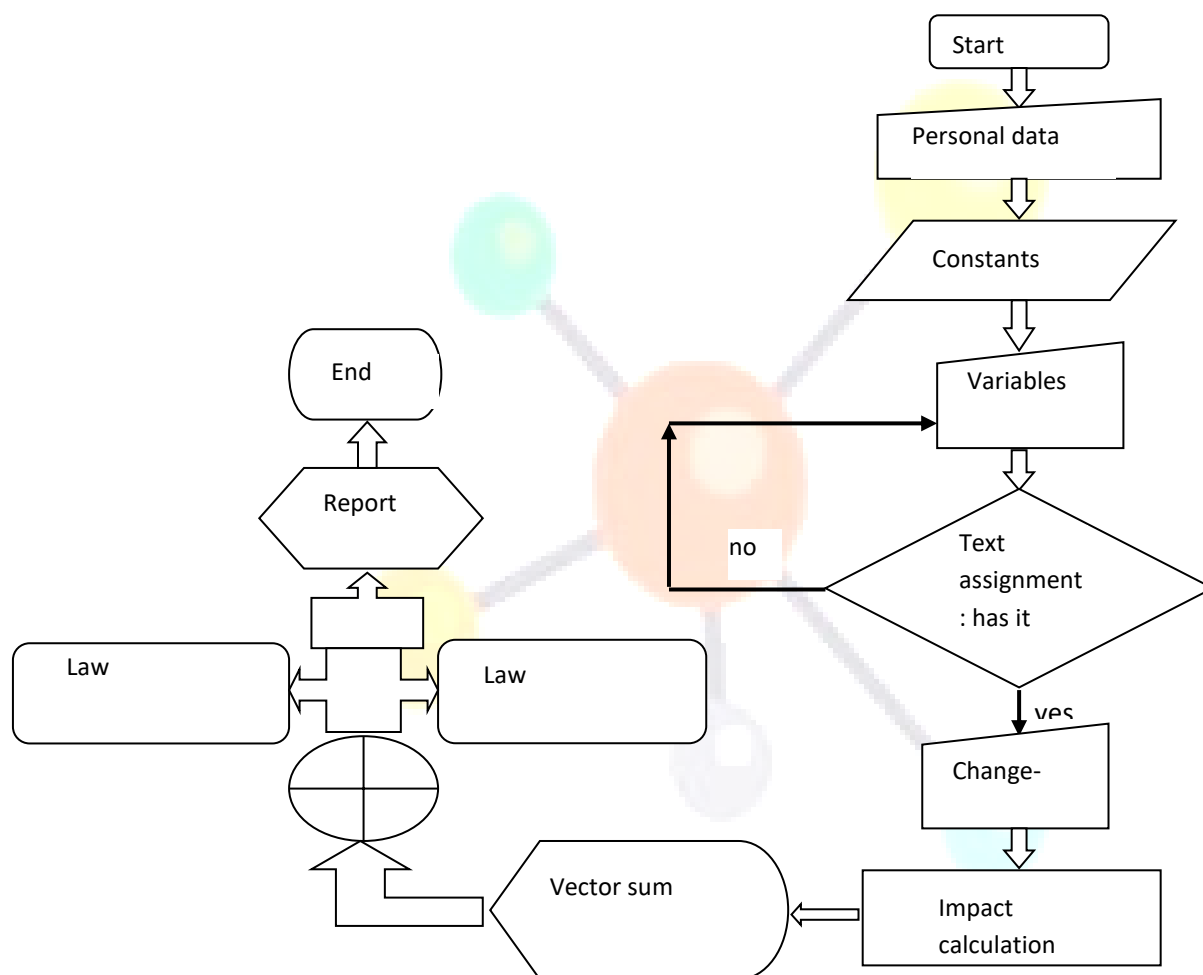 Start
Personal data
Constants
Variables
Text
assignment
: has it
no
yes
Change-
Impact
calculation
Vector sum
Law
Law
Report
End